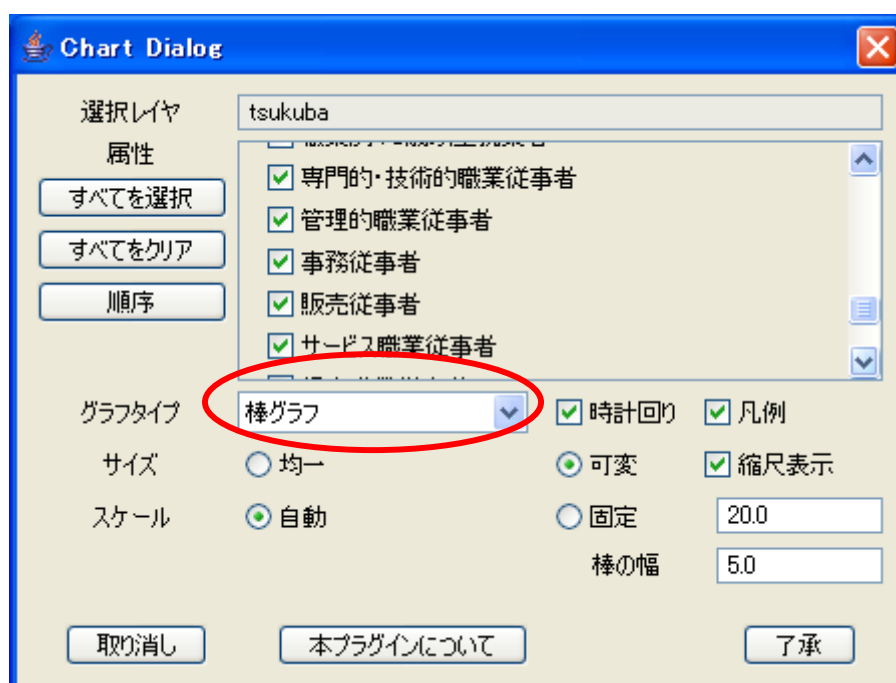 Chart Dialog
選択レイヤ tsukuba
属性
すべてを選択 専門的・技術的職業従事者
管理的職業従事者
すべてをクリア 事務従事者
順序 販売従事者
サービス職業従事者
グラフタイプ 棒グラフ 時計回り 凡例
サイズ 均一 可変 縮尺表示
スケール 自動 固定 20.0
棒の幅 5.0
取り消し 本プラグインについて 了承